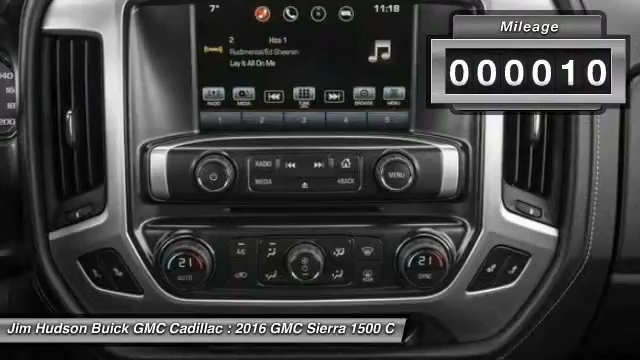 7°
11:18
Mileage
000010
2 Hits 1
Rudimental/Ed Sheeran
Lay It All On Me
RADIO MEDIA TUNE BROWSE MENU
1 2 3 4 5
RADIO
MEDIA
BACK
MENU
A/C
21 AUTO
21 SYNC
Jim Hudson Buick GMC Cadillac : 2016 GMC Sierra 1500 C